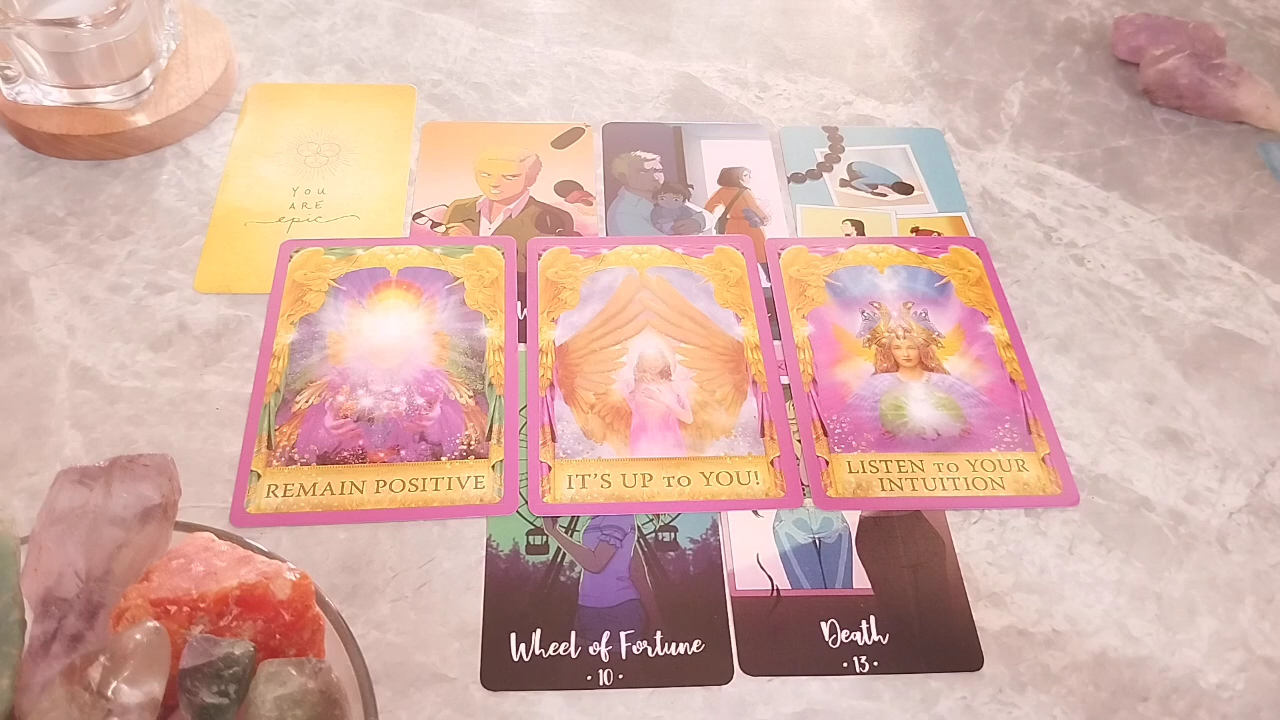 YOU
ARE
epic
REMAIN POSITIVE
IT'S UP TO YOU!
LISTEN TO YOUR
INTUITION
Wheel of Fortune
• 10 •
Death
• 13 •